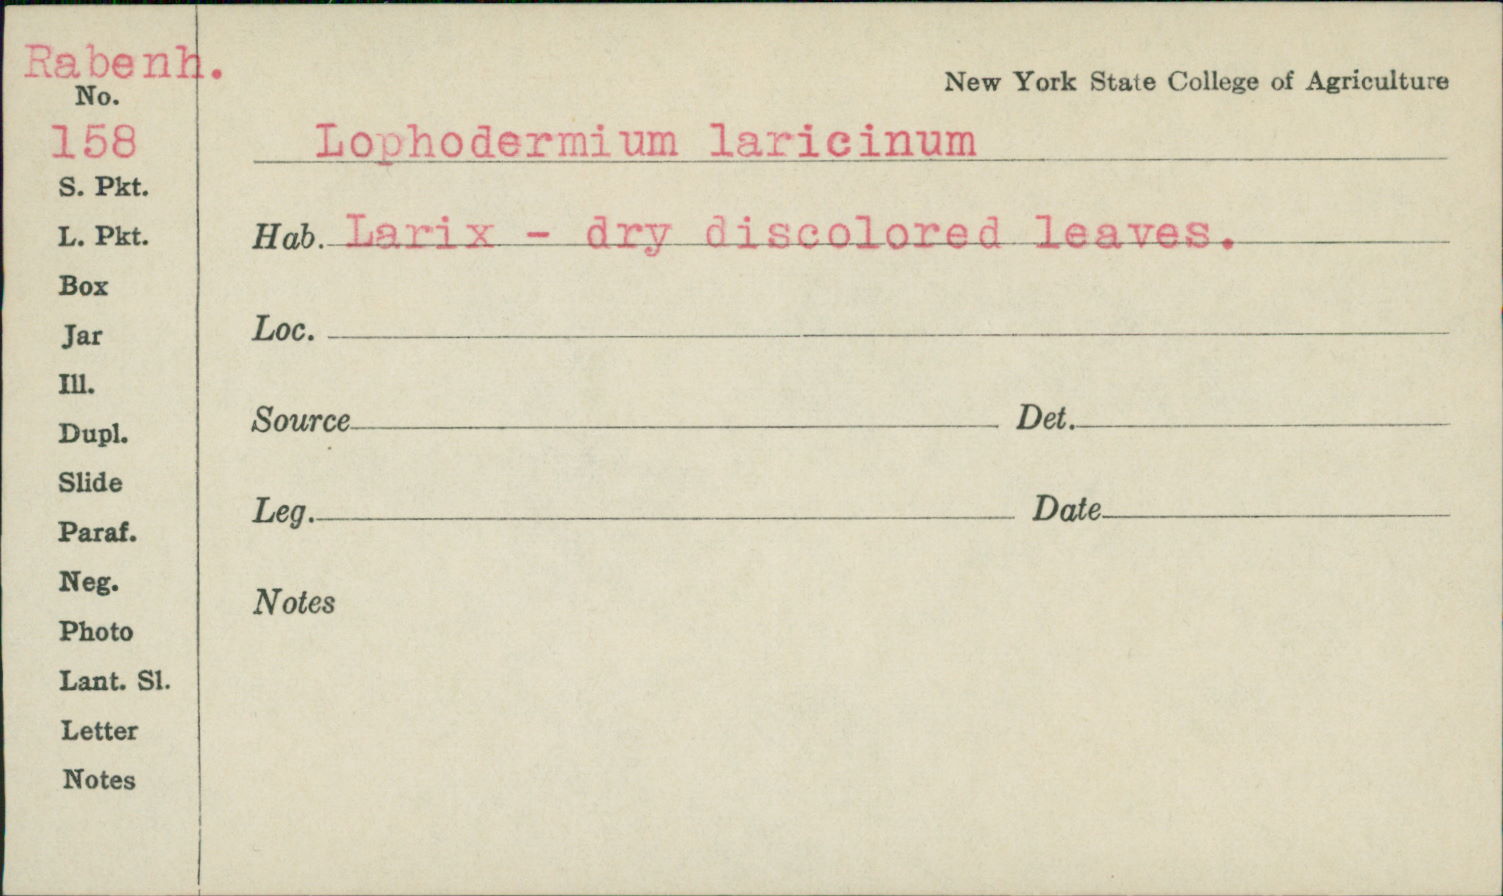 Rabenh.
New York State College of Agriculture
No.
158
Lophodermium laricinum
S. Pkt.
L. Pkt.
Hab. Larix - dry discolored leaves.
Box
Jar
Loc.
Ill.
Dupl.
Source Det.
Slide
Paraf.
Leg. Date
Neg.
Notes
Photo
Lant. Sl.
Letter
Notes